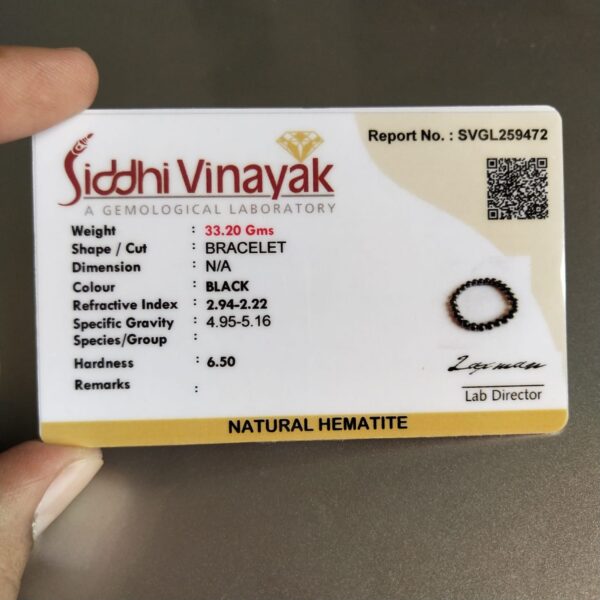 Report No. : SVGL259472
Siddhi Vinayak
A GEMOLOGICAL LABORATORY
Weight : 33.20 Gms
Shape / Cut : BRACELET
Dimension : N/A
Colour : BLACK
Refractive Index : 2.94-2.22
Specific Gravity : 4.95-5.16
Species/Group :
Hardness : 6.50
Remarks :
Laxman
Lab Director
NATURAL HEMATITE